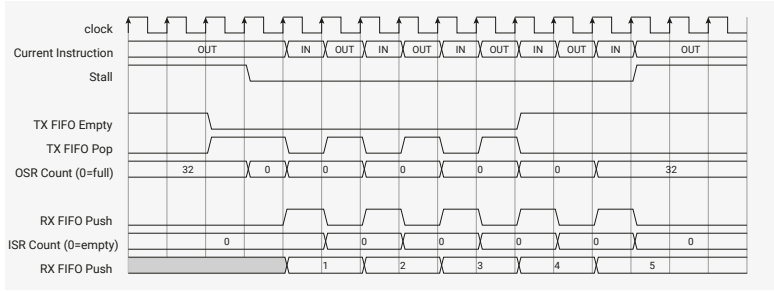 clock
Current Instruction OUT IN OUT IN OUT IN OUT IN OUT IN OUT
Stall
TX FIFO Empty
TX FIFO Pop
OSR Count (0=full) 32 0 0 0 0 0 32
RX FIFO Push
ISR Count (0=empty) 0 0 0 0 0 0
RX FIFO Push 1 2 3 4 5